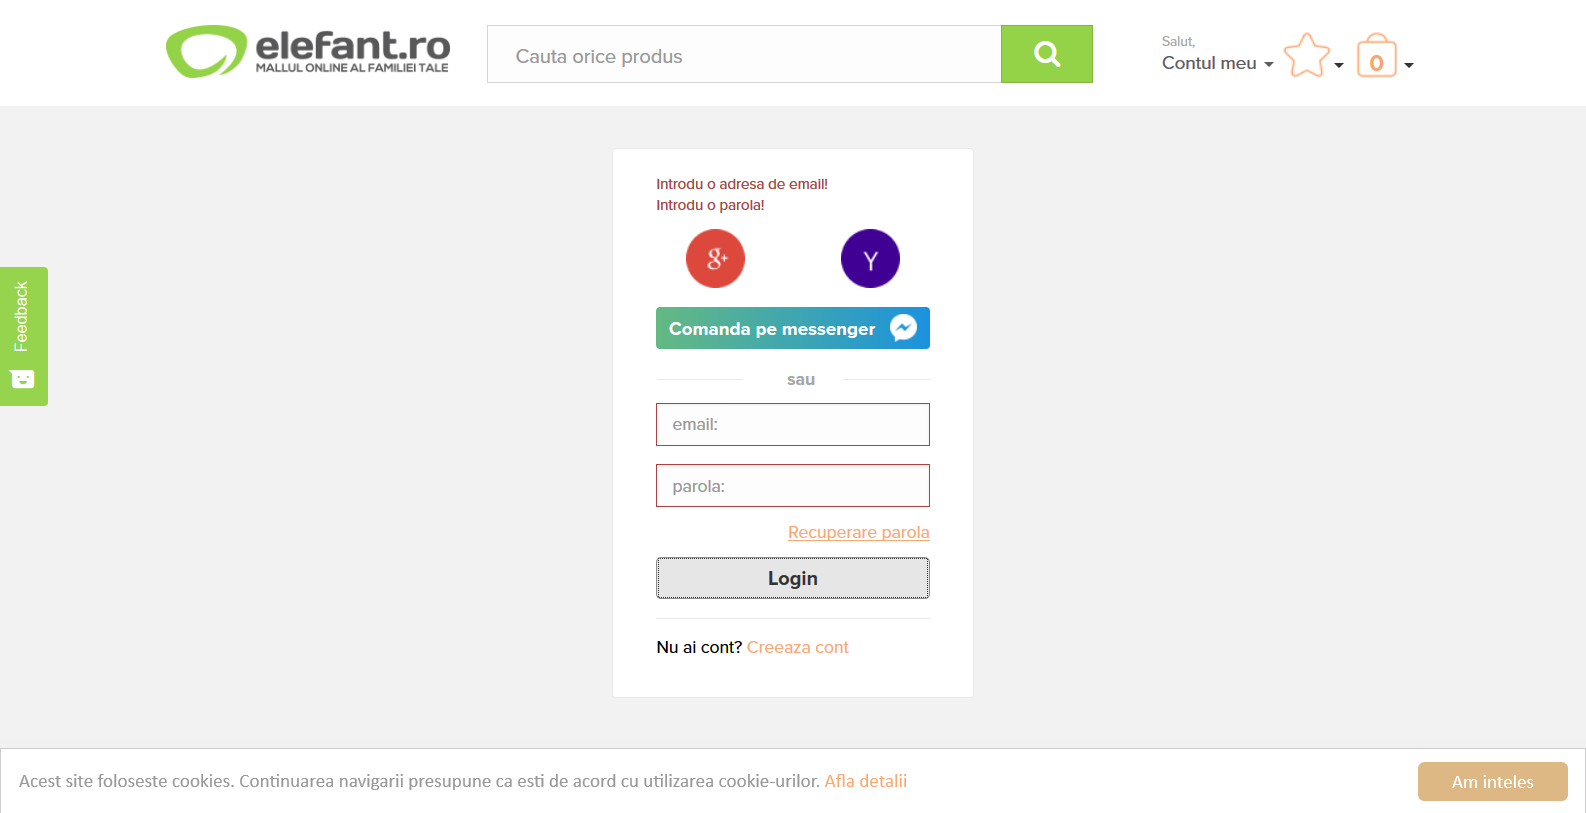 elefant.ro
MALLUL ONLINE AL FAMILIEI TALE
Cauta orice produs
Salut,
Contul meu
0
Introdu o adresa de email!
Introdu o parola!
g+
Y
Comanda pe messenger
sau
Feedback
email:
parola:
Recuperare parola
Login
Nu ai cont? Creeaza cont
Acest site foloseste cookies. Continuarea navigarii presupune ca esti de acord cu utilizarea cookie-urilor. Afla detalii
Am inteles